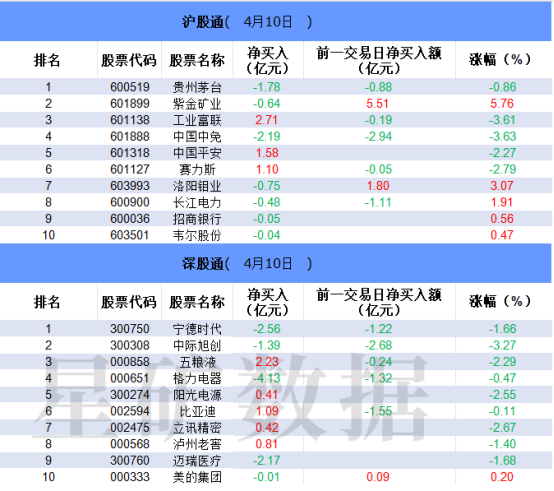 沪股通( 4月10日 )
排名 股票代码 股票名称 净买入(亿元) 前一交易日净买入额(亿元) 涨幅(%)
1 600519 贵州茅台 -1.78 -0.88 -0.86
2 601899 紫金矿业 -0.64 5.51 5.76
3 601138 工业富联 2.71 -0.19 -3.61
4 601888 中国中免 -2.19 -2.94 -3.63
5 601318 中国平安 1.58 -2.27
6 601127 赛力斯 1.10 -0.05 -2.79
7 603993 洛阳钼业 -0.75 1.80 3.07
8 600900 长江电力 -0.48 -1.11 1.91
9 600036 招商银行 -0.05 0.56
10 603501 韦尔股份 -0.04 0.47
深股通( 4月10日 )
排名 股票代码 股票名称 净买入(亿元) 前一交易日净买入额(亿元) 涨幅(%)
1 300750 宁德时代 -2.56 -1.22 -1.66
2 300308 中际旭创 -1.39 -2.68 -3.27
3 000858 五粮液 2.23 -0.24 -2.29
4 000651 格力电器 -4.13 -1.32 -0.47
5 300274 阳光电源 0.41 -2.55
6 002594 比亚迪 1.09 -1.55 -0.11
7 002475 立讯精密 0.42 -2.67
8 000568 泸州老窖 0.81 -1.40
9 300760 迈瑞医疗 -2.17 -1.68
10 000333 美的集团 -0.01 0.09 0.20
星矿数据